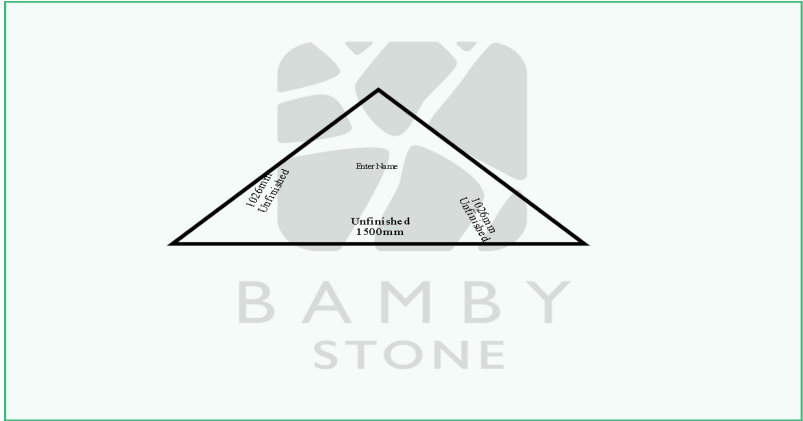 Enter Name
1026mm
Unfinished
1026mm
Unfinished
Unfinished
1500mm
BAMBY
STONE